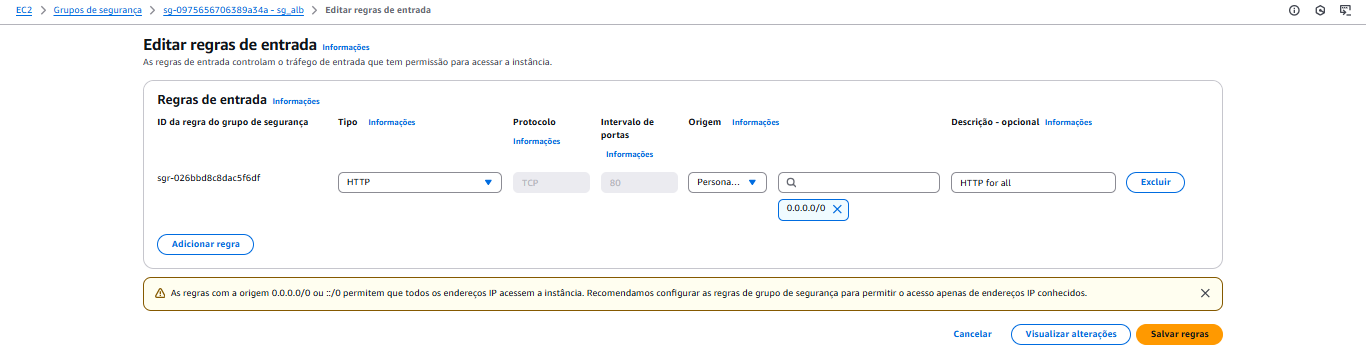 EC2 > Grupos de segurança > sg-0975656706389a34a - sg_alb > Editar regras de entrada
Editar regras de entrada Informações
As regras de entrada controlam o tráfego de entrada que tem permissão para acessar a instância.
Regras de entrada Informações
ID da regra do grupo de segurança
Tipo Informações
Protocolo
Informações
Intervalo de
portas
Informações
Origem Informações
Descrição - opcional Informações
sgr-026bbd8c8dac5f6df
HTTP
TCP
80
Persona...
0.0.0.0/0
HTTP for all
Excluir
Adicionar regra
As regras com a origem 0.0.0.0/0 ou ::/0 permitem que todos os endereços IP acessem a instância. Recomendamos configurar as regras de grupo de segurança para permitir o acesso apenas de endereços IP conhecidos.
Cancelar
Visualizar alterações
Salvar regras